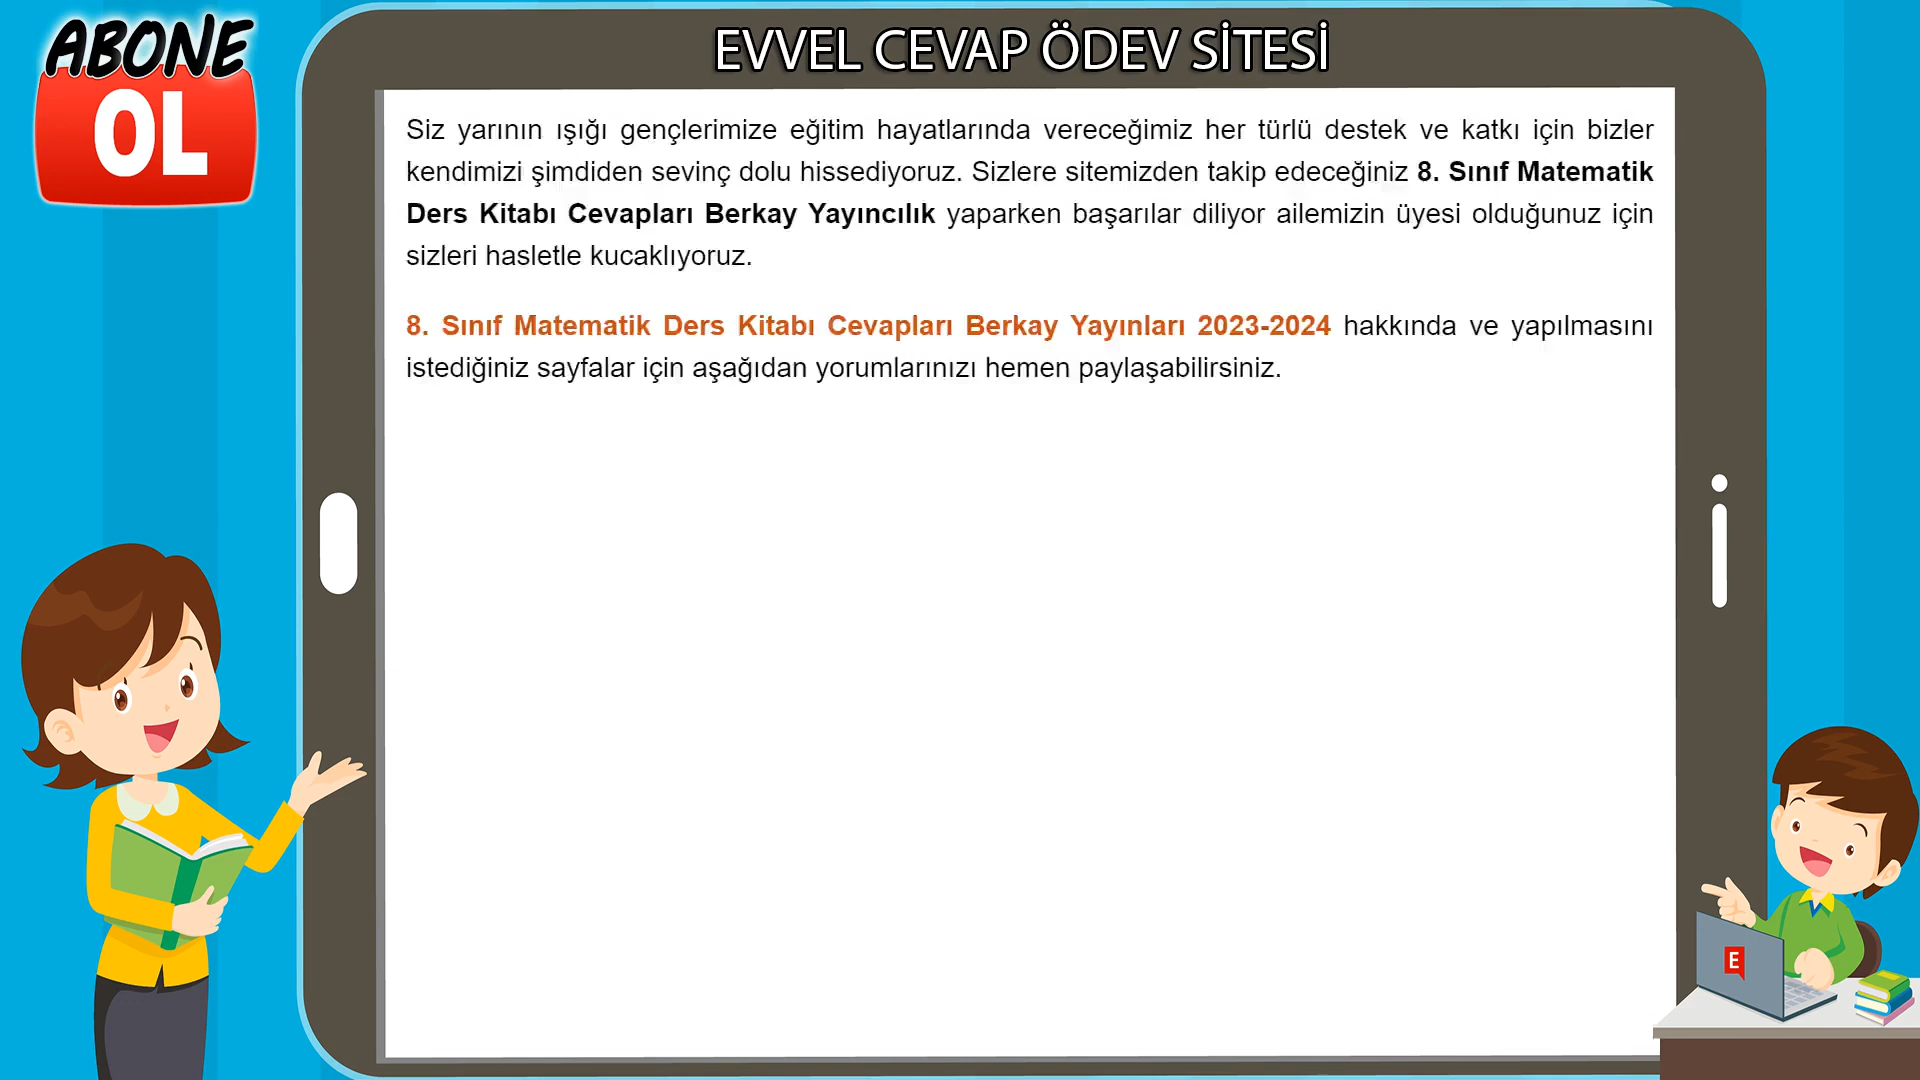 ABONE
OL
EVVEL CEVAP ÖDEV SİTESİ
Siz yarının ışığı gençlerimize eğitim hayatlarında vereceğimiz her türlü destek ve katkı için bizler
kendimizi şimdiden sevinç dolu hissediyoruz. Sizlere sitemizden takip edeceğiniz 8. Sınıf Matematik
Ders Kitabı Cevapları Berkay Yayıncılık yaparken başarılar diliyor ailemizin üyesi olduğunuz için
sizleri hasletle kucaklıyoruz.
8. Sınıf Matematik Ders Kitabı Cevapları Berkay Yayınları 2023-2024 hakkında ve yapılmasını
istediğiniz sayfalar için aşağıdan yorumlarınızı hemen paylaşabilirsiniz.
E